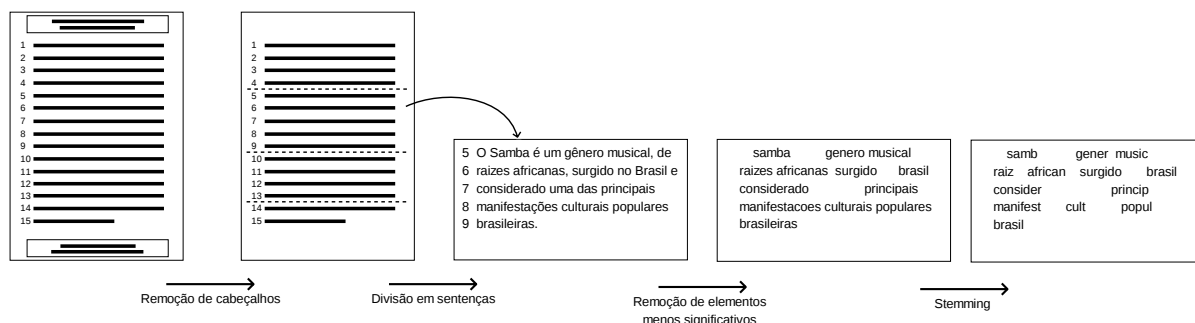 1
2
3
4
5
6
7
8
9
10
11
12
13
14
15
1
2
3
4
5
6
7
8
9
10
11
12
13
14
15
5 O Samba é um gênero musical, de
6 raizes africanas, surgido no Brasil e
7 considerado uma das principais
8 manifestações culturais populares
9 brasileiras.
samba genero musical
raizes africanas surgido brasil
considerado principais
manifestacoes culturais populares
brasileiras
samb gener music
raiz african surgido brasil
consider princip
manifest cult popul
brasil
Remoção de cabeçalhos
Divisão em sentenças
Remoção de elementos
menos significativos
Stemming